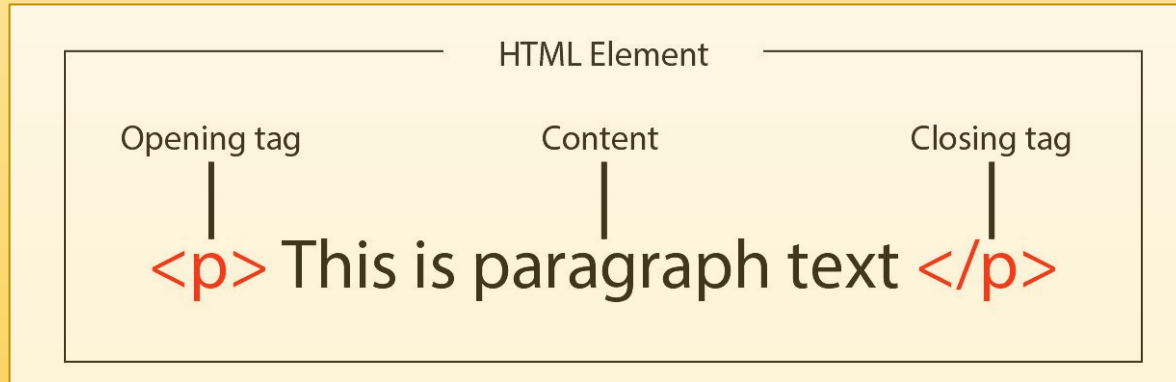 HTML Element
Opening tag Content Closing tag
<p> This is paragraph text </p>